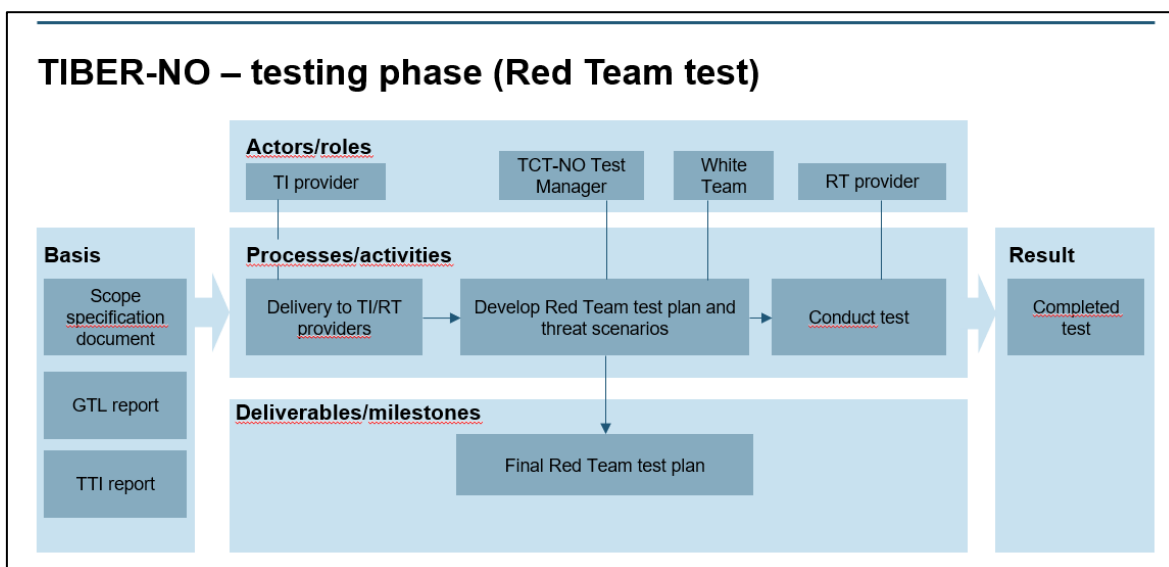 TIBER-NO – testing phase (Red Team test)
Actors/roles
TI provider
TCT-NO Test
Manager
White
Team
RT provider
Basis
Scope
specification
document
GTL report
TTI report
Processes/activities
Delivery to TI/RT
providers
Develop Red Team test plan and
threat scenarios
Conduct test
Deliverables/milestones
Final Red Team test plan
Result
Completed
test